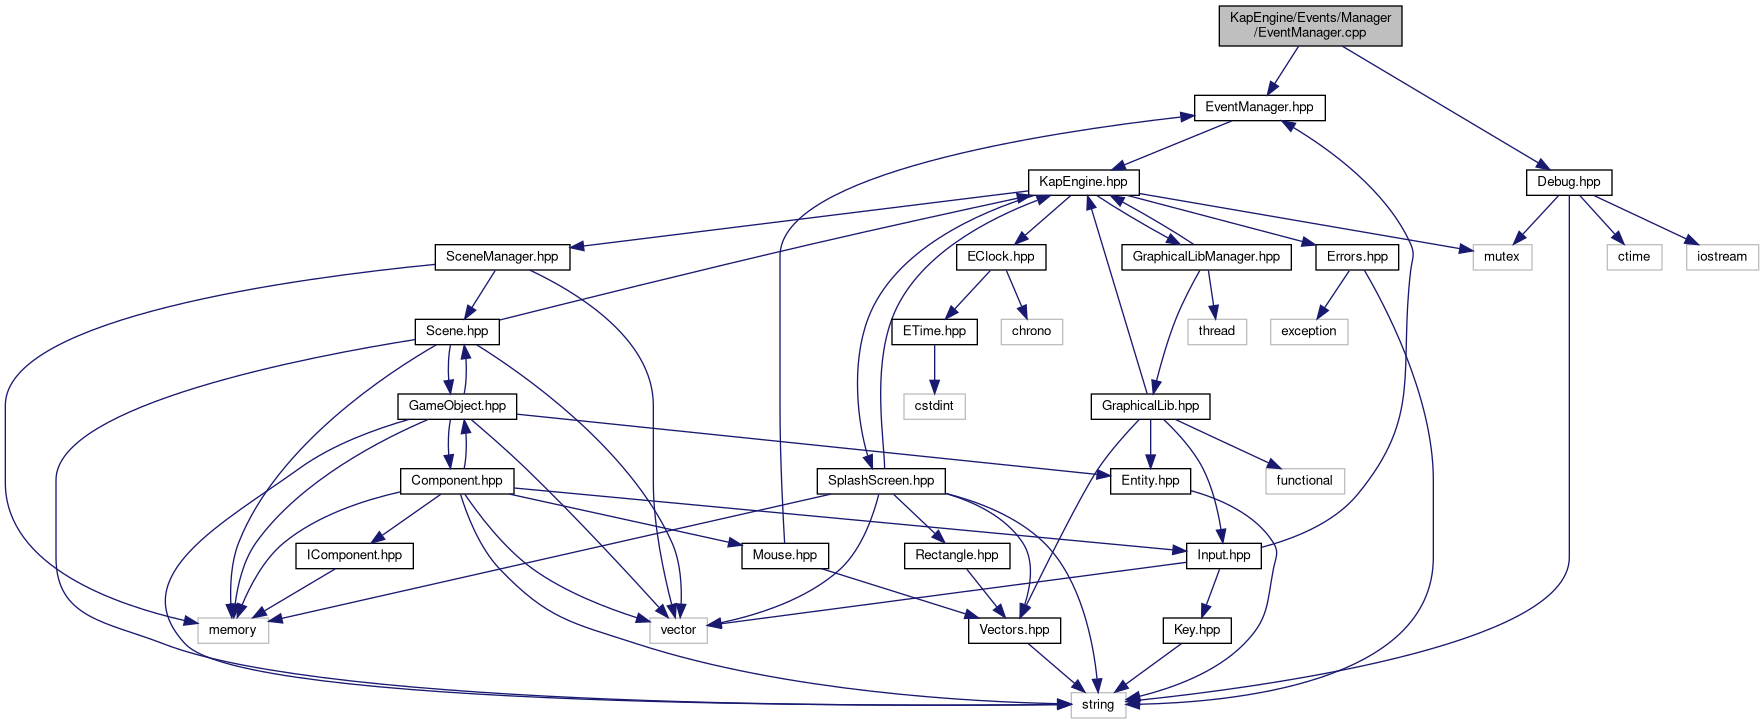 KapEngine/Events/Manager
/EventManager.cpp
EventManager.hpp
KapEngine.hpp
Debug.hpp
SceneManager.hpp
EClock.hpp
GraphicalLibManager.hpp
Errors.hpp
mutex
ctime
iostream
Scene.hpp
ETime.hpp
chrono
thread
exception
GameObject.hpp
cstdint
GraphicalLib.hpp
Component.hpp
SplashScreen.hpp
Entity.hpp
functional
IComponent.hpp
Mouse.hpp
Rectangle.hpp
Input.hpp
memory
vector
Vectors.hpp
Key.hpp
string